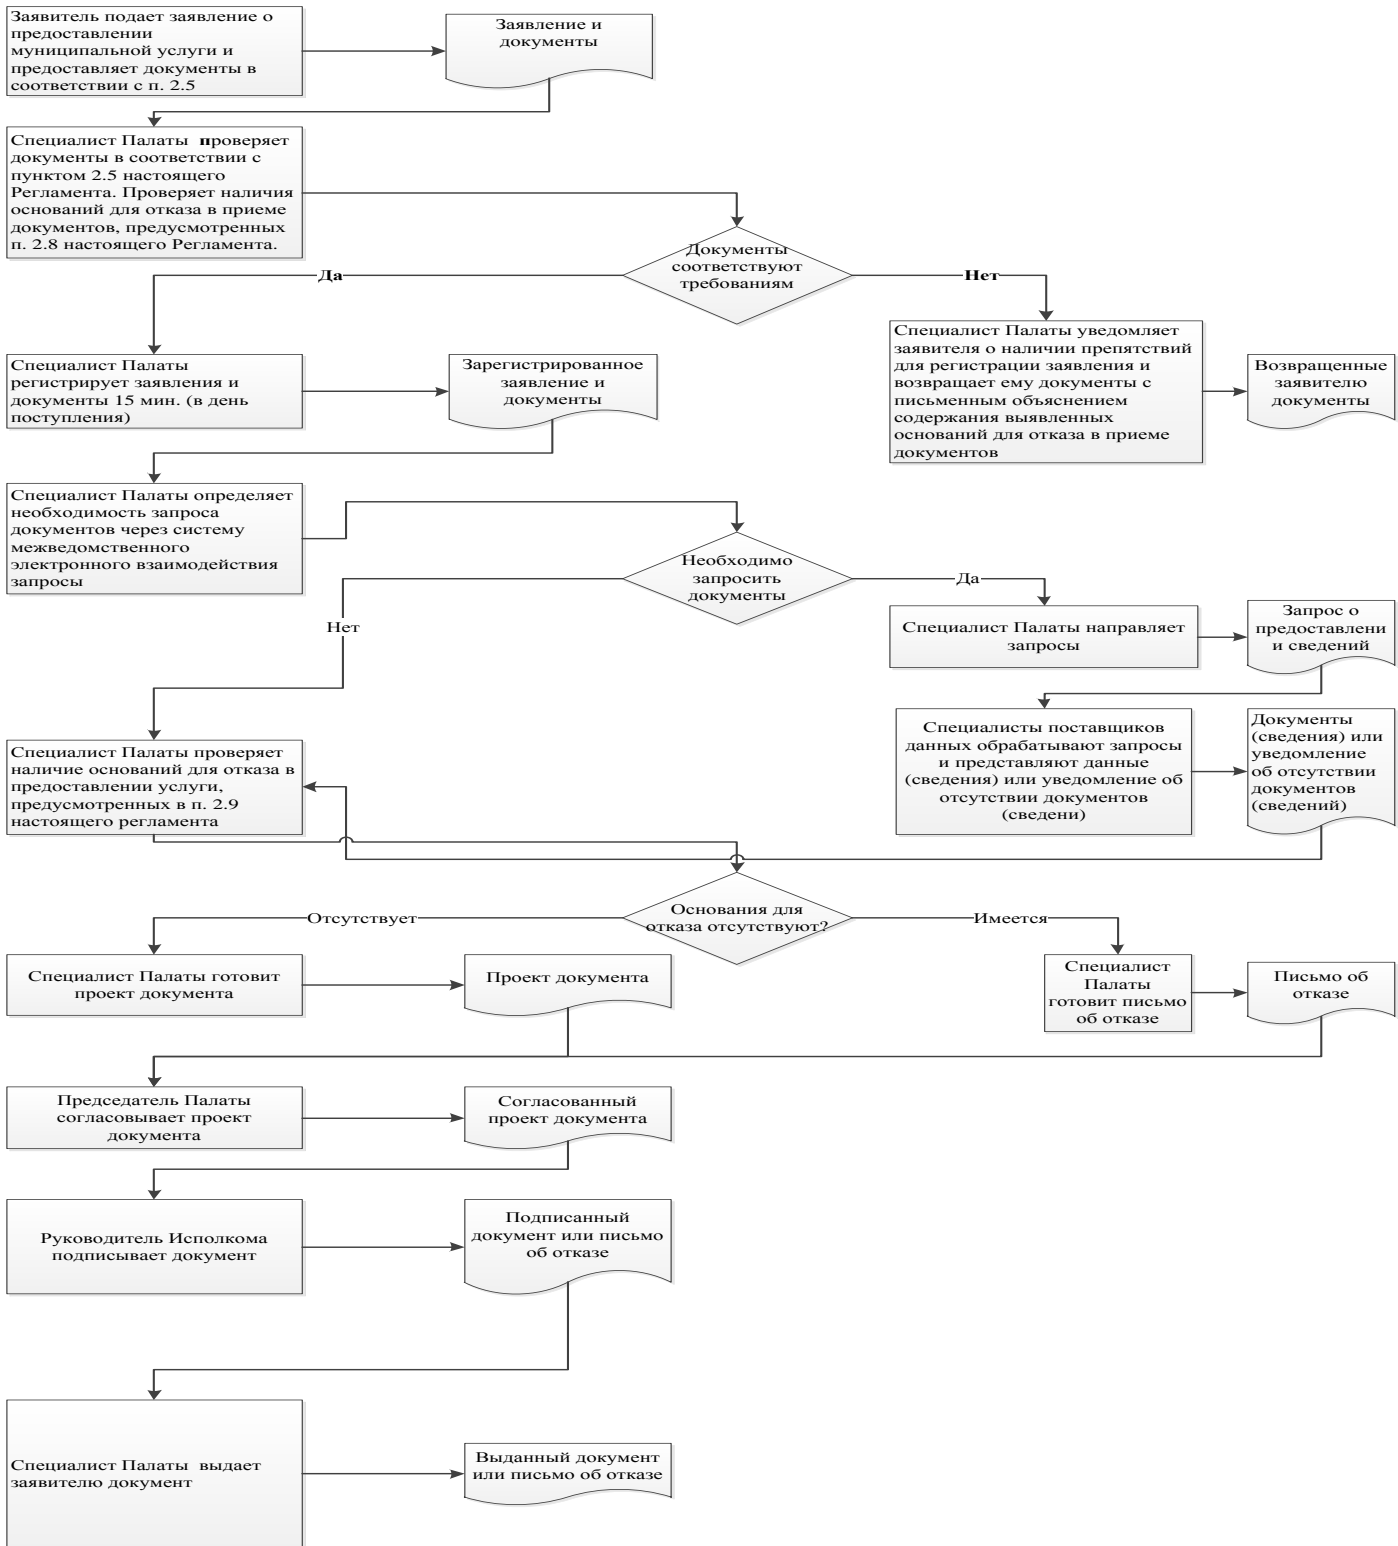 Заявитель подает заявление о
предоставлении
муниципальной услуги и
предоставляет документы в
соответствии с п. 2.5
Заявление и
документы
Специалист Палаты проверяет
документы в соответствии с
пунктом 2.5 настоящего
Регламента. Проверяет наличия
оснований для отказа в приеме
документов, предусмотренных
п. 2.8 настоящего Регламента.
Документы
соответствуют
требованиям
Да
Нет
Специалист Палаты
регистрирует заявления и
документы 15 мин. (в день
поступления)
Зарегистрированное
заявление и
документы
Специалист Палаты уведомляет
заявителя о наличии препятствий
для регистрации заявления и
возвращает ему документы с
письменным объяснением
содержания выявленных
оснований для отказа в приеме
документов
Возвращенные
заявителю
документы
Специалист Палаты определяет
необходимость запроса
документов через систему
межведомственного
электронного взаимодействия
запросы
Необходимо
запросить
документы
Да
Нет
Специалист Палаты направляет
запросы
Запрос о
предоставлени
и сведений
Специалисты поставщиков
данных обрабатывают запросы
и представляют данные
(сведения) или уведомление об
отсутствии документов
(сведени)
Документы
(сведения) или
уведомление
об отсутствии
документов
(сведений)
Специалист Палаты проверяет
наличие оснований для отказа в
предоставлении услуги,
предусмотренных в п. 2.9
настоящего регламента
Основания для
отказа отсутствуют?
Отсутствует
Имеется
Специалист Палаты готовит
проект документа
Проект документа
Специалист
Палаты
готовит письмо
об отказе
Письмо об
отказе
Председатель Палаты
согласовывает проект
документа
Согласованный
проект документа
Руководитель Исполкома
подписывает документ
Подписанный
документ или письмо
об отказе
Специалист Палаты выдает
заявителю документ
Выданный документ
или письмо об отказе